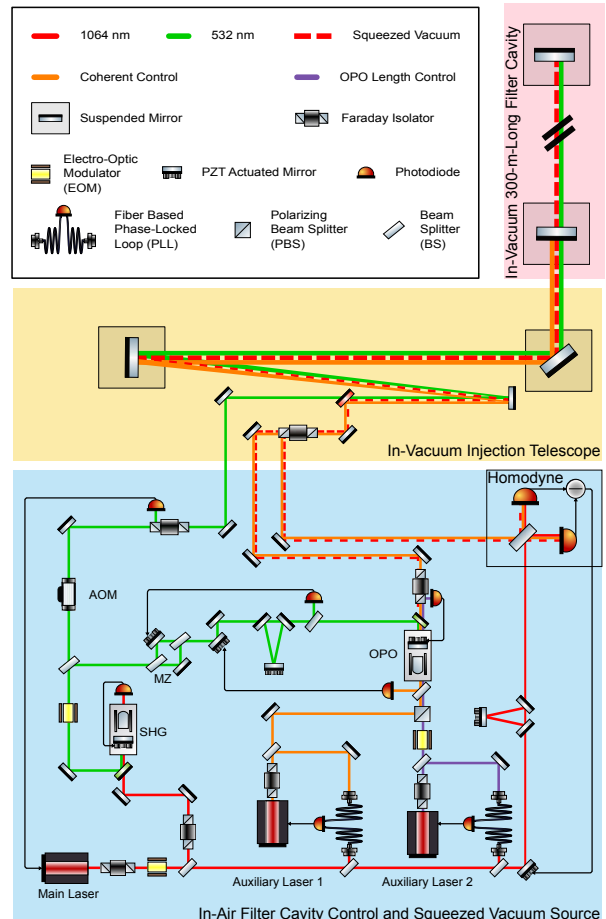 1064 nm
532 nm
Squeezed Vacuum
Coherent Control
OPO Length Control
Suspended Mirror
Faraday Isolator
Electro-Optic
Modulator
(EOM)
PZT Actuated Mirror
Photodiode
Fiber Based
Phase-Locked
Loop (PLL)
Polarizing
Beam Splitter
(PBS)
Beam
Splitter
(BS)
In-Vacuum 300-m-Long Filter Cavity
In-Vacuum Injection Telescope
Homodyne
AOM
OPO
MZ
SHG
Main Laser
Auxiliary Laser 1
Auxiliary Laser 2
In-Air Filter Cavity Control and Squeezed Vacuum Source